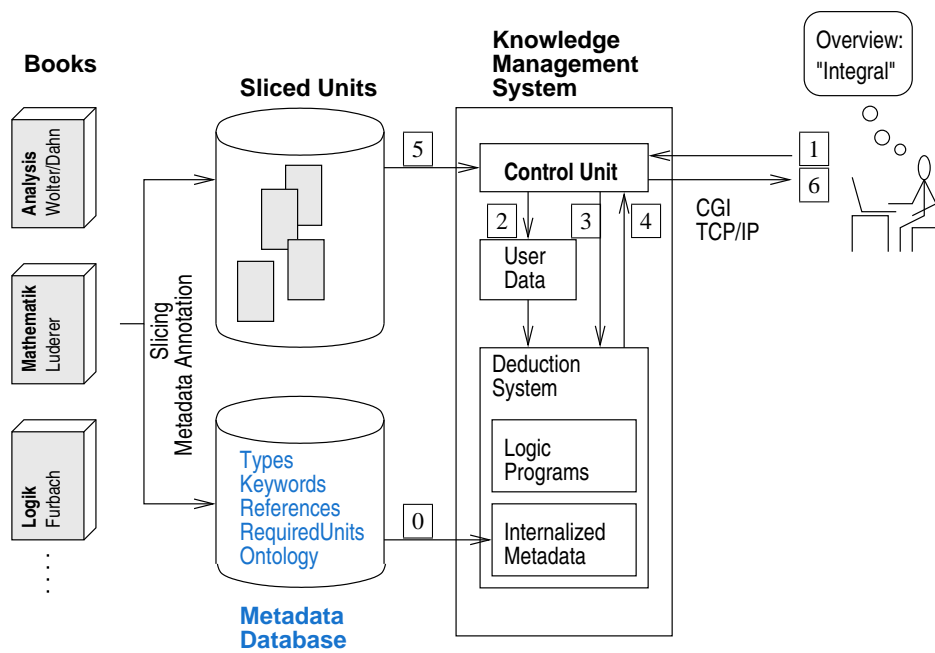 Books
Analysis
Wolter/Dahn
Mathematik
Luderer
Logik
Furbach
Slicing
Metadata Annotation
Sliced Units
Types
Keywords
References
RequiredUnits
Ontology
Metadata
Database
5
0
Knowledge
Management
System
Control Unit
2
3
4
User
Data
Deduction
System
Logic
Programs
Internalized
Metadata
1
6
CGI
TCP/IP
Overview:
"Integral"